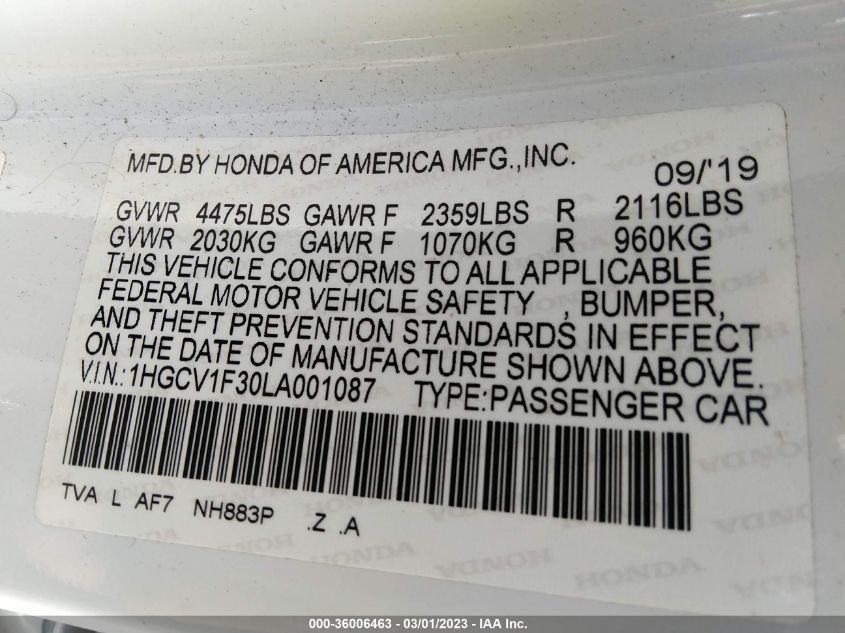 MFD.BY HONDA OF AMERICA MFG.,INC. 09/'19
GVWR 4475LBS GAWR F 2359LBS R 2116LBS
GVWR 2030KG GAWR F 1070KG R 960KG
THIS VEHICLE CONFORMS TO ALL APPLICABLE
FEDERAL MOTOR VEHICLE SAFETY , BUMPER,
AND THEFT PREVENTION STANDARDS IN EFFECT
ON THE DATE OF MANUFACTURE SHOWN ABOVE.
V.I.N.:1HGCV1F30LA001087 TYPE:PASSENGER CAR
TVA L AF7 NH883P .Z .A
HONDA HONDA HONDA
000-36006463 - 03/01/2023 - IAA Inc.